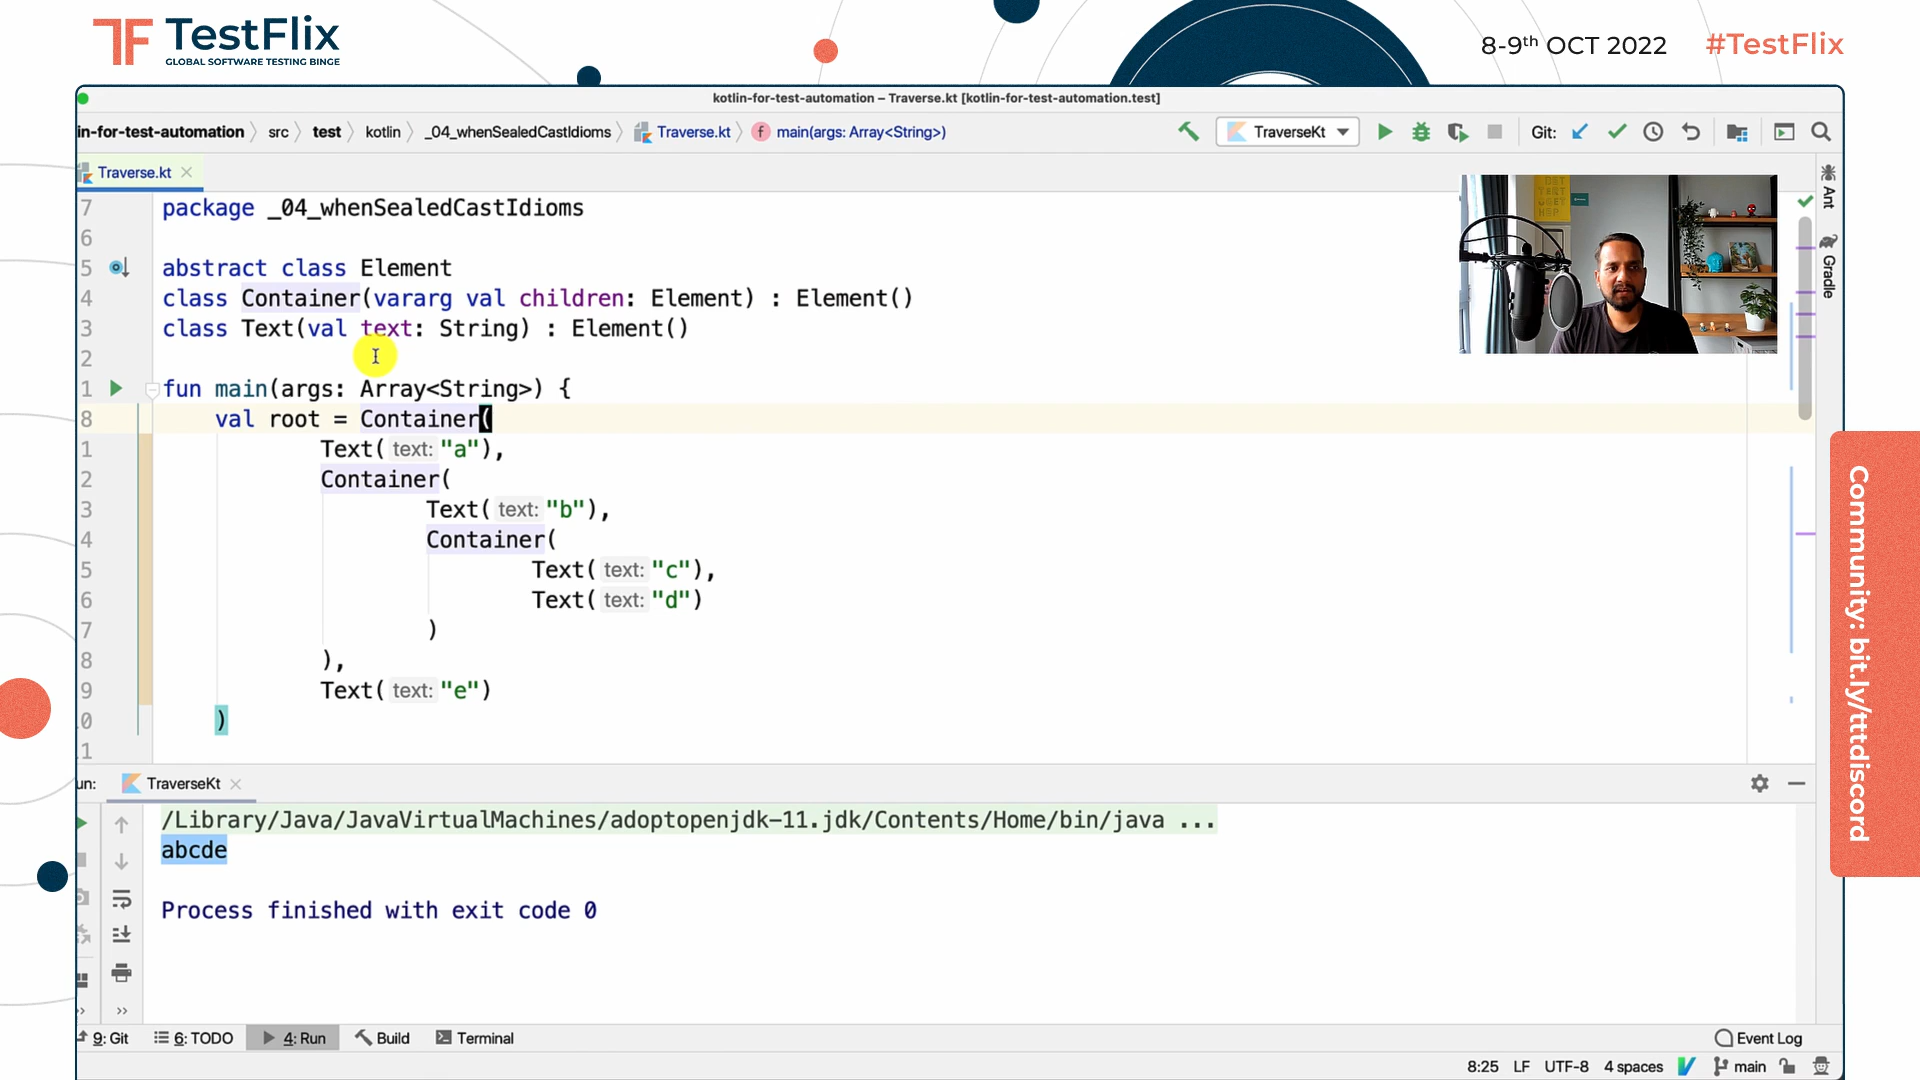 TestFlix
GLOBAL SOFTWARE TESTING BINGE
8-9th OCT 2022
#TestFlix
kotlin-for-test-automation – Traverse.kt [kotlin-for-test-automation.test]
in-for-test-automation
src
test
kotlin
_04_whenSealedCastIdioms
Traverse.kt
main(args: Array<String>)
TraverseKt
Git:
Traverse.kt
7 package _04_whenSealedCastIdioms
6
5 abstract class Element
4 class Container(vararg val children: Element) : Element()
3 class Text(val text: String) : Element()
2
1 fun main(args: Array<String>) {
8 val root = Container(
1 Text( text: "a"),
2 Container(
3 Text( text: "b"),
4 Container(
5 Text( text: "c"),
6 Text( text: "d")
7 )
8 ),
9 Text( text: "e")
0 )
1
Ant
Gradle
Community: bit.ly/tttdiscord
un:
TraverseKt
/Library/Java/JavaVirtualMachines/adoptopenjdk-11.jdk/Contents/Home/bin/java ...
abcde
Process finished with exit code 0
9: Git
6: TODO
4: Run
Build
Terminal
Event Log
8:25
LF
UTF-8
4 spaces
main